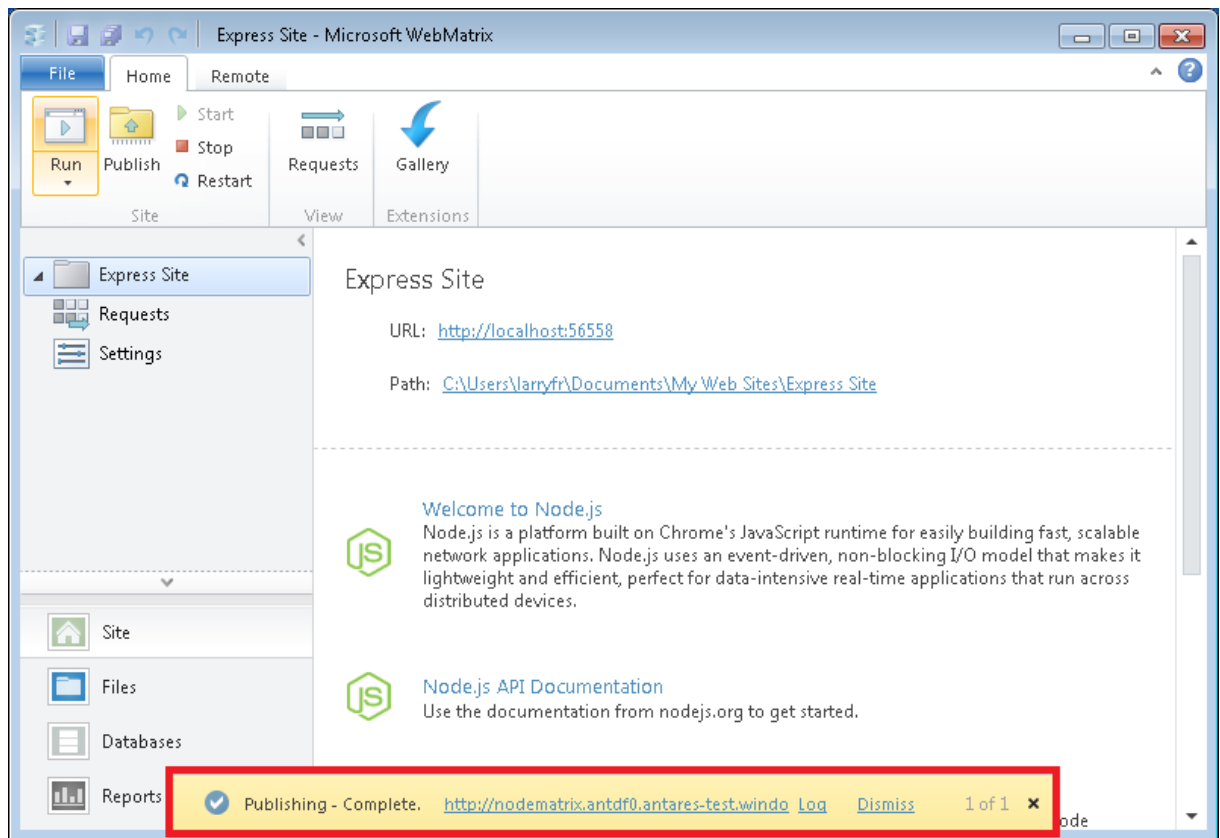 Express Site - Microsoft WebMatrix
File Home Remote
Run
Publish
Start
Stop
Restart
Requests
Gallery
Site View Extensions
Express Site
Requests
Settings
Express Site
URL: http://localhost:56558
Path: C:\Users\larryfr\Documents\My Web Sites\Express Site
JS
Welcome to Node.js
Node.js is a platform built on Chrome's JavaScript runtime for easily building fast, scalable
network applications. Node.js uses an event-driven, non-blocking I/O model that makes it
lightweight and efficient, perfect for data-intensive real-time applications that run across
distributed devices.
JS
Node.js API Documentation
Use the documentation from nodejs.org to get started.
Site
Files
Databases
Reports
Publishing - Complete. http://nodematrix.antdf0.antares-test.windo Log Dismiss 1 of 1
ode